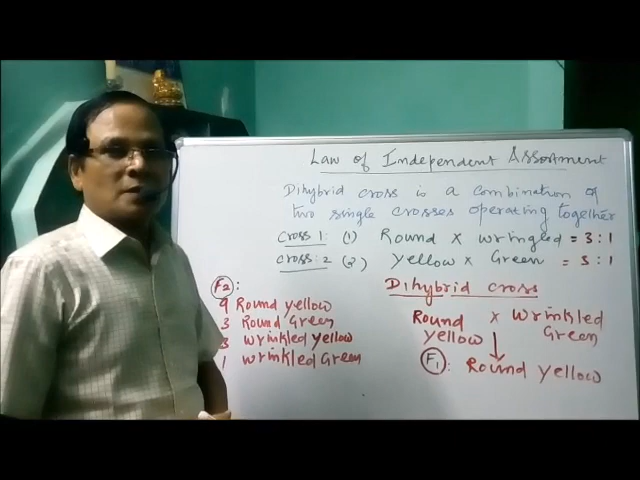 Law of Independent Assortment
Dihybrid cross is a combination of
two single crosses operating together
Cross 1: (1) Round x wringled = 3:1
Cross: 2 (2) Yellow x Green = 3:1
F2:
9 Round yellow
3 Round Green
3 wrinkled yellow
1 wrinkled Green
Dihybrid cross
Round x wrinkled
yellow Green
F1: Round yellow